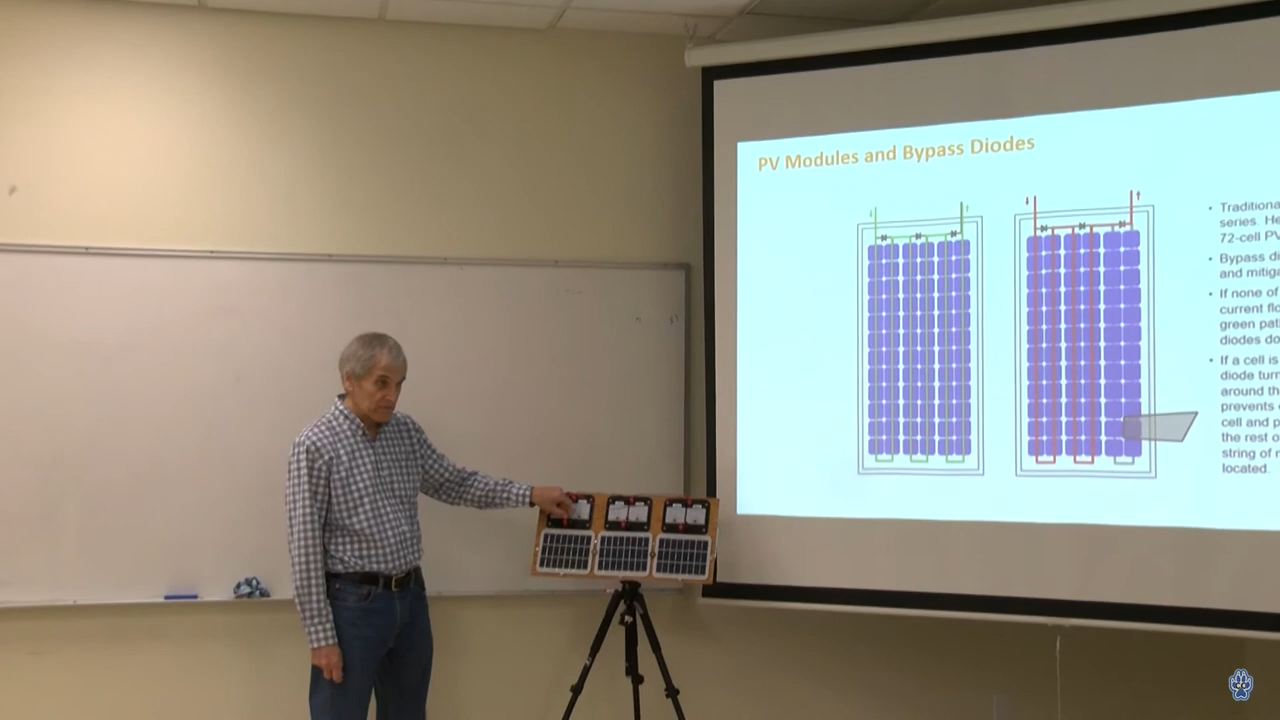 PV Modules and Bypass Diodes
• Traditiona
series. He
72-cell PV
• Bypass di
and mitiga
• If none of
current flo
green pat
diodes do
• If a cell is
diode turn
around th
prevents
cell and p
the rest o
string of
located.